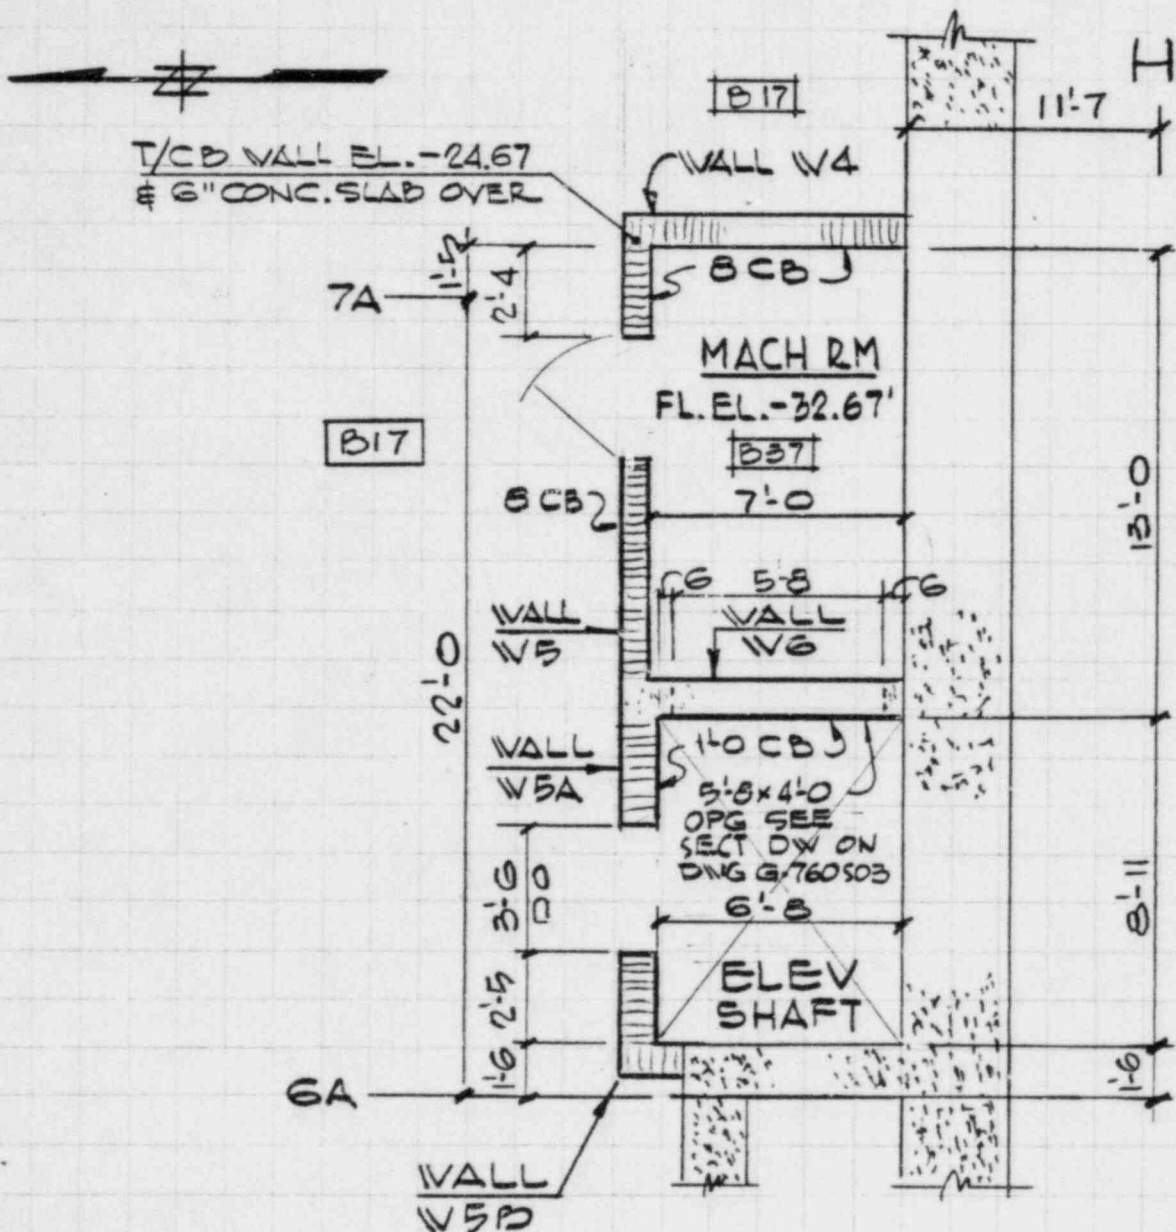 N
H
B17
11'-7
T/CB WALL EL.-24.67
& 6" CONC. SLAB OVER
WALL W4
8 CB
2'-4
7A
MACH RM
FL. EL.-32.67'
B17
B37
8 CB
7'-0
13'-0
6 5-8 6
WALL
W5
WALL
W6
22'-0
WALL
W5A
1'-0 CB
5'-8 x 4'-0
OPG SEE
SECT DW ON
DWG G-760503
3'-6
DO
6'-8
8'-11
2'-5
ELEV
SHAFT
1'-6
1'-6
6A
WALL
W5B